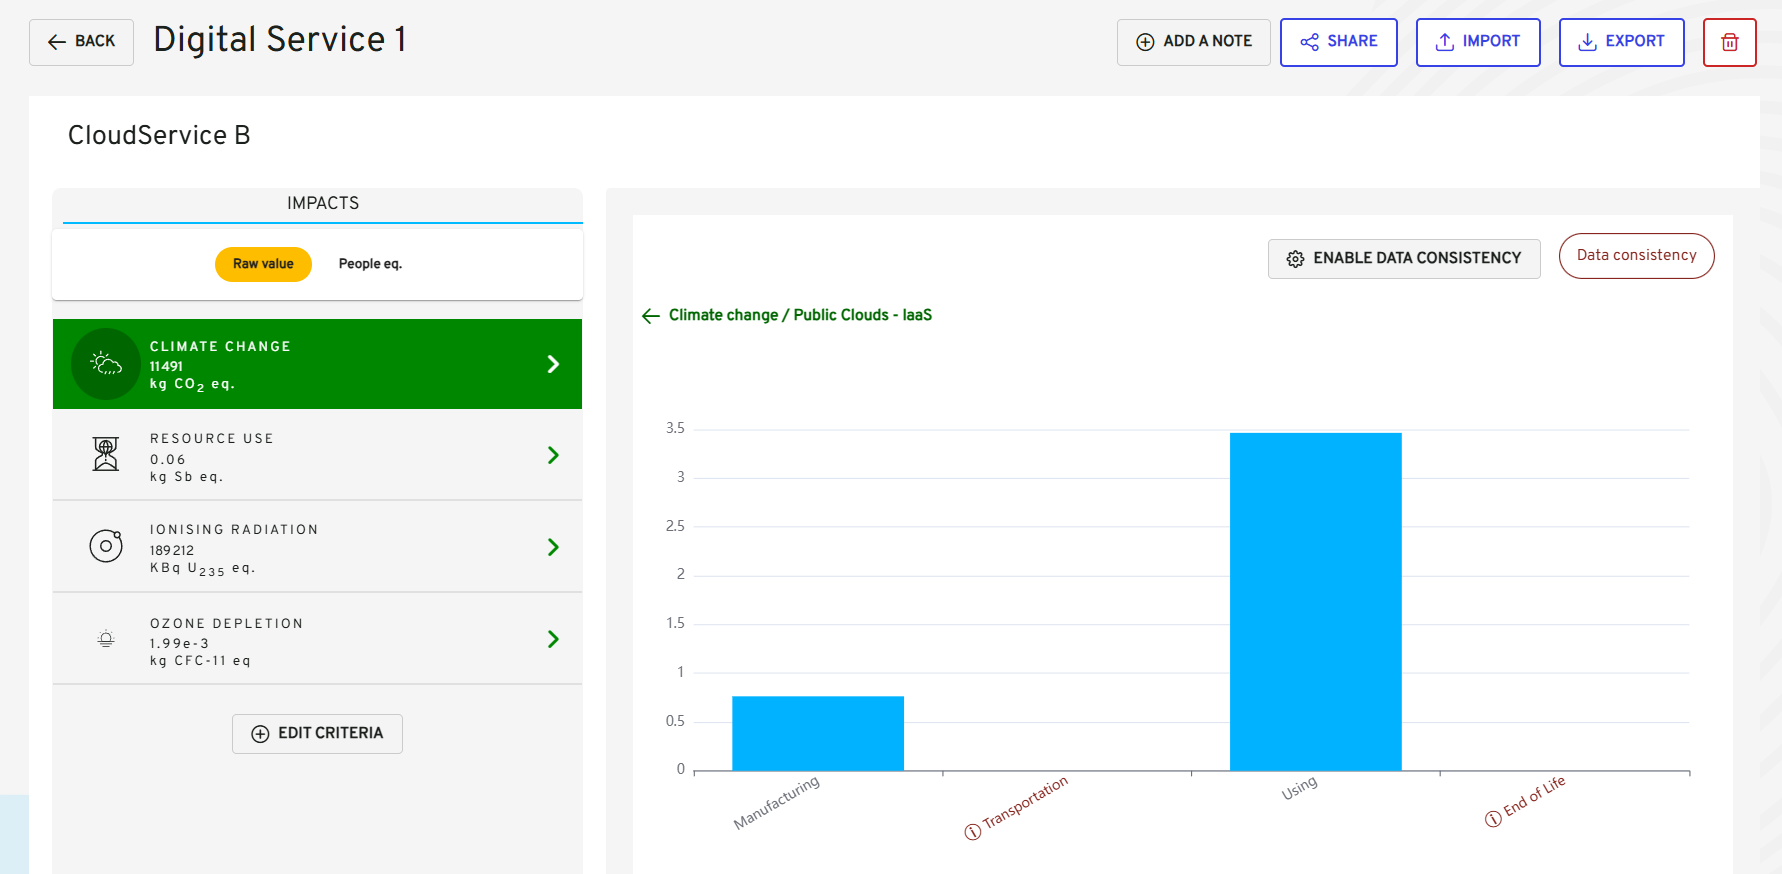 BACK
Digital Service 1
ADD A NOTE
SHARE
IMPORT
EXPORT
CloudService B
IMPACTS
Raw value
People eq.
CLIMATE CHANGE
11491
kg CO₂ eq.
RESOURCE USE
0.06
kg Sb eq.
IONISING RADIATION
189212
KBq U₂₃₅ eq.
OZONE DEPLETION
1.99e-3
kg CFC-11 eq
EDIT CRITERIA
ENABLE DATA CONSISTENCY
Data consistency
Climate change / Public Clouds - IaaS
3.5
3
2.5
2
1.5
1
0.5
0
Manufacturing
Transportation
Using
End of Life